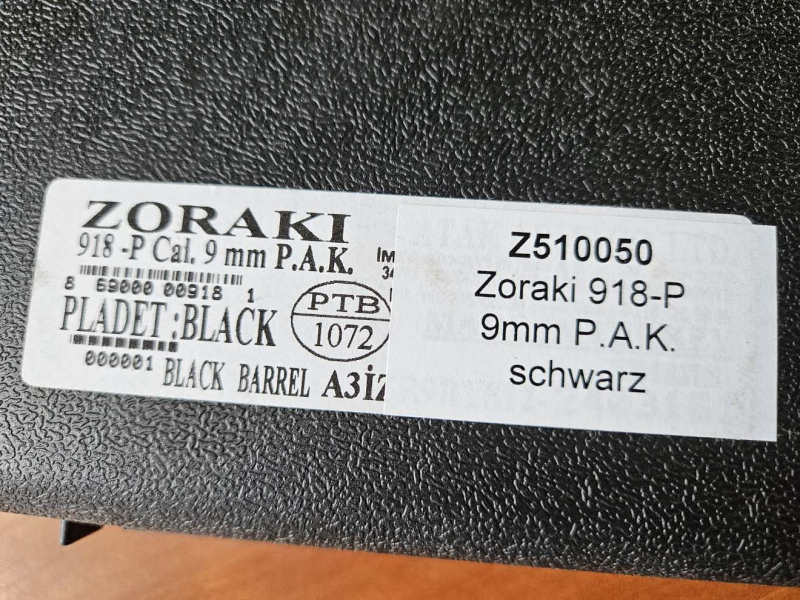 ZORAKI
918 -P Cal. 9 mm P.A.K.
8 69000 00918 1
PLADET:BLACK
PTB
1072
000001 BLACK BARREL A3İZ
Z510050
Zoraki 918-P
9mm P.A.K.
schwarz